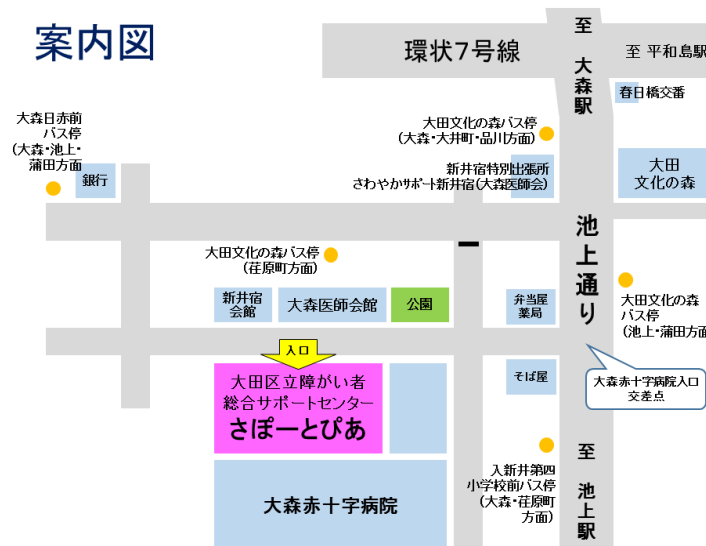 案内図
環状7号線
至 大森駅
至 平和島駅
春日橋交番
大森日赤前
バス停
(大森・池上・
蒲田方面
銀行
大田文化の森バス停
(大森・大井町・品川方面)
新井宿特別出張所
さわやかサポート新井宿(大森医師会)
大田
文化の森
池上通り
大田文化の森バス停
(荏原町方面)
新井宿
会館
大森医師会館
公園
弁当屋
薬局
大田文化の森
バス停
(池上・蒲田方面
入口
大田区立障がい者
総合サポートセンター
さぽーとぴあ
そば屋
大森赤十字病院入口
交差点
大森赤十字病院
入新井第四
小学校前バス停
(大森・荏原町
方面)
至 池上駅